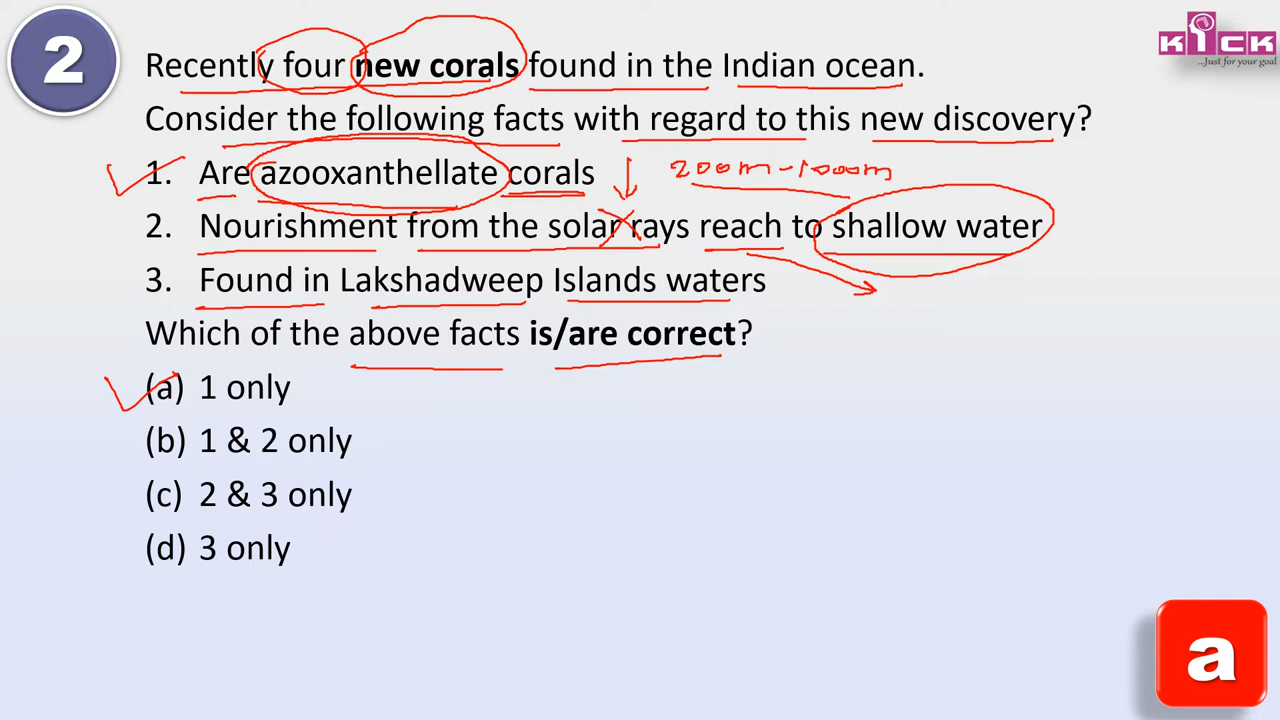 2
KICK
...Just for your goal
Recently four new corals found in the Indian ocean.
Consider the following facts with regard to this new discovery?
1. Are azooxanthellate corals
200m-1000m
2. Nourishment from the solar rays reach to shallow water
3. Found in Lakshadweep Islands waters
Which of the above facts is/are correct?
(a) 1 only
(b) 1 & 2 only
(c) 2 & 3 only
(d) 3 only
a